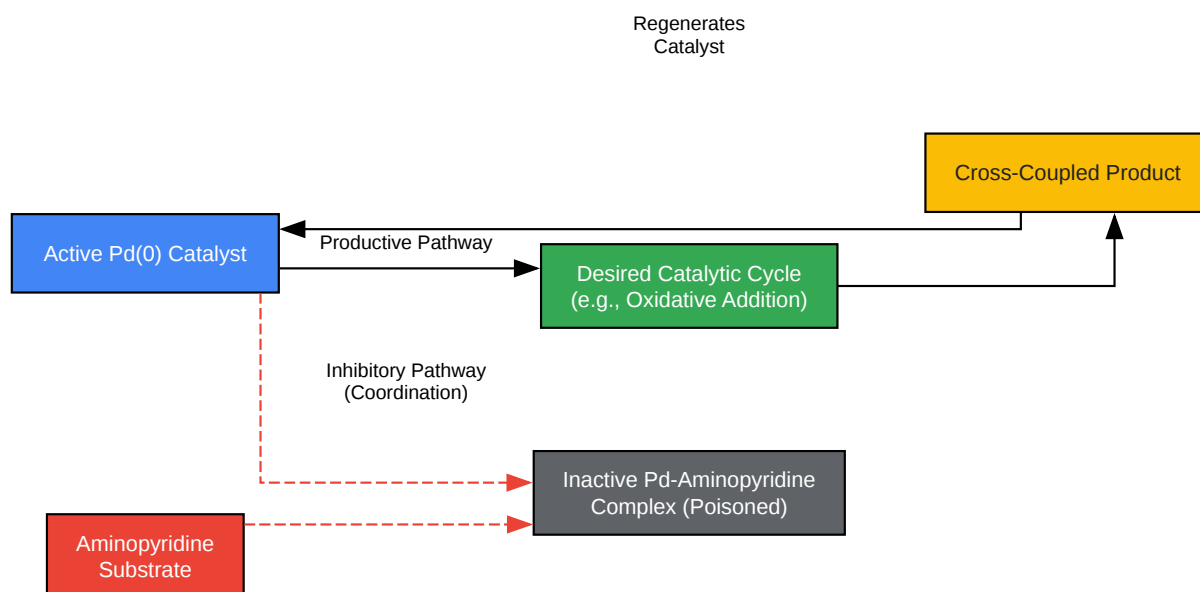 Regenerates
Catalyst
Cross-Coupled Product
Active Pd(0) Catalyst
Productive Pathway
Desired Catalytic Cycle
(e.g., Oxidative Addition)
Inhibitory Pathway
(Coordination)
Inactive Pd-Aminopyridine
Complex (Poisoned)
Aminopyridine
Substrate